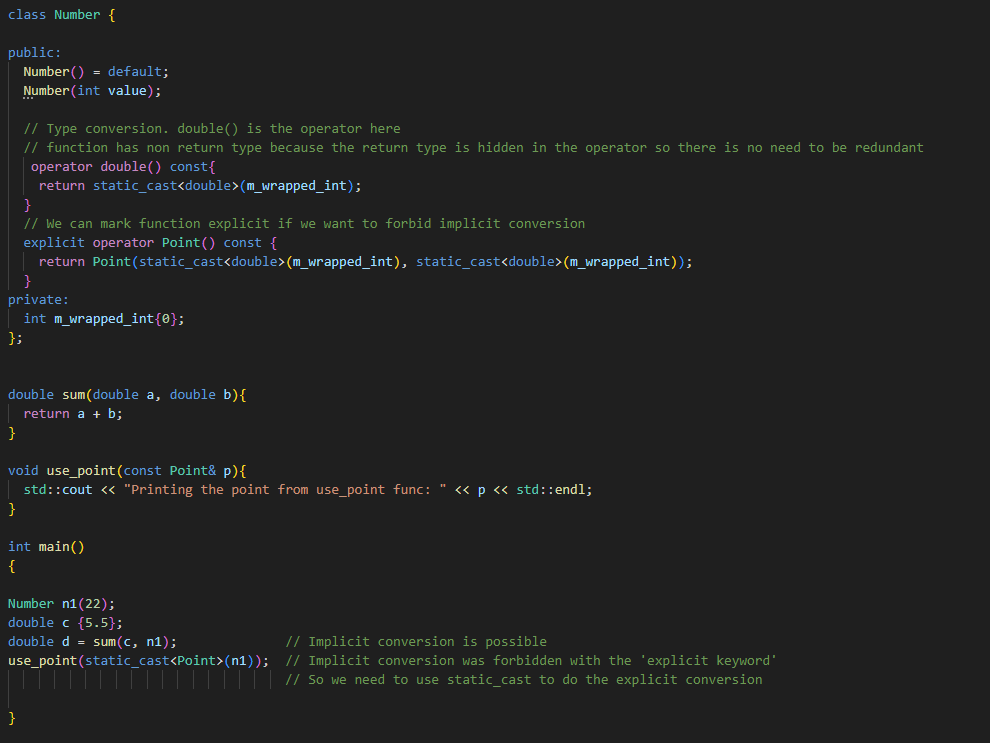 class Number {
public:
Number() = default;
Number(int value);
// Type conversion. double() is the operator here
// function has non return type because the return type is hidden in the operator so there is no need to be redundant
operator double() const{
return static_cast<double>(m_wrapped_int);
}
// We can mark function explicit if we want to forbid implicit conversion
explicit operator Point() const {
return Point(static_cast<double>(m_wrapped_int), static_cast<double>(m_wrapped_int));
}
private:
int m_wrapped_int{0};
};
double sum(double a, double b){
return a + b;
}
void use_point(const Point& p){
std::cout << "Printing the point from use_point func: " << p << std::endl;
}
int main()
{
Number n1(22);
double c {5.5};
double d = sum(c, n1); // Implicit conversion is possible
use_point(static_cast<Point>(n1)); // Implicit conversion was forbidden with the 'explicit keyword'
// So we need to use static_cast to do the explicit conversion
}